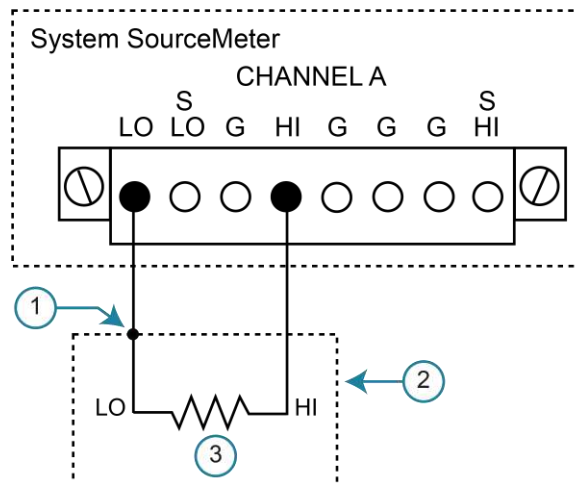 System SourceMeter
CHANNEL A
S S
LO LO G HI G G G HI
1
2
LO HI
3